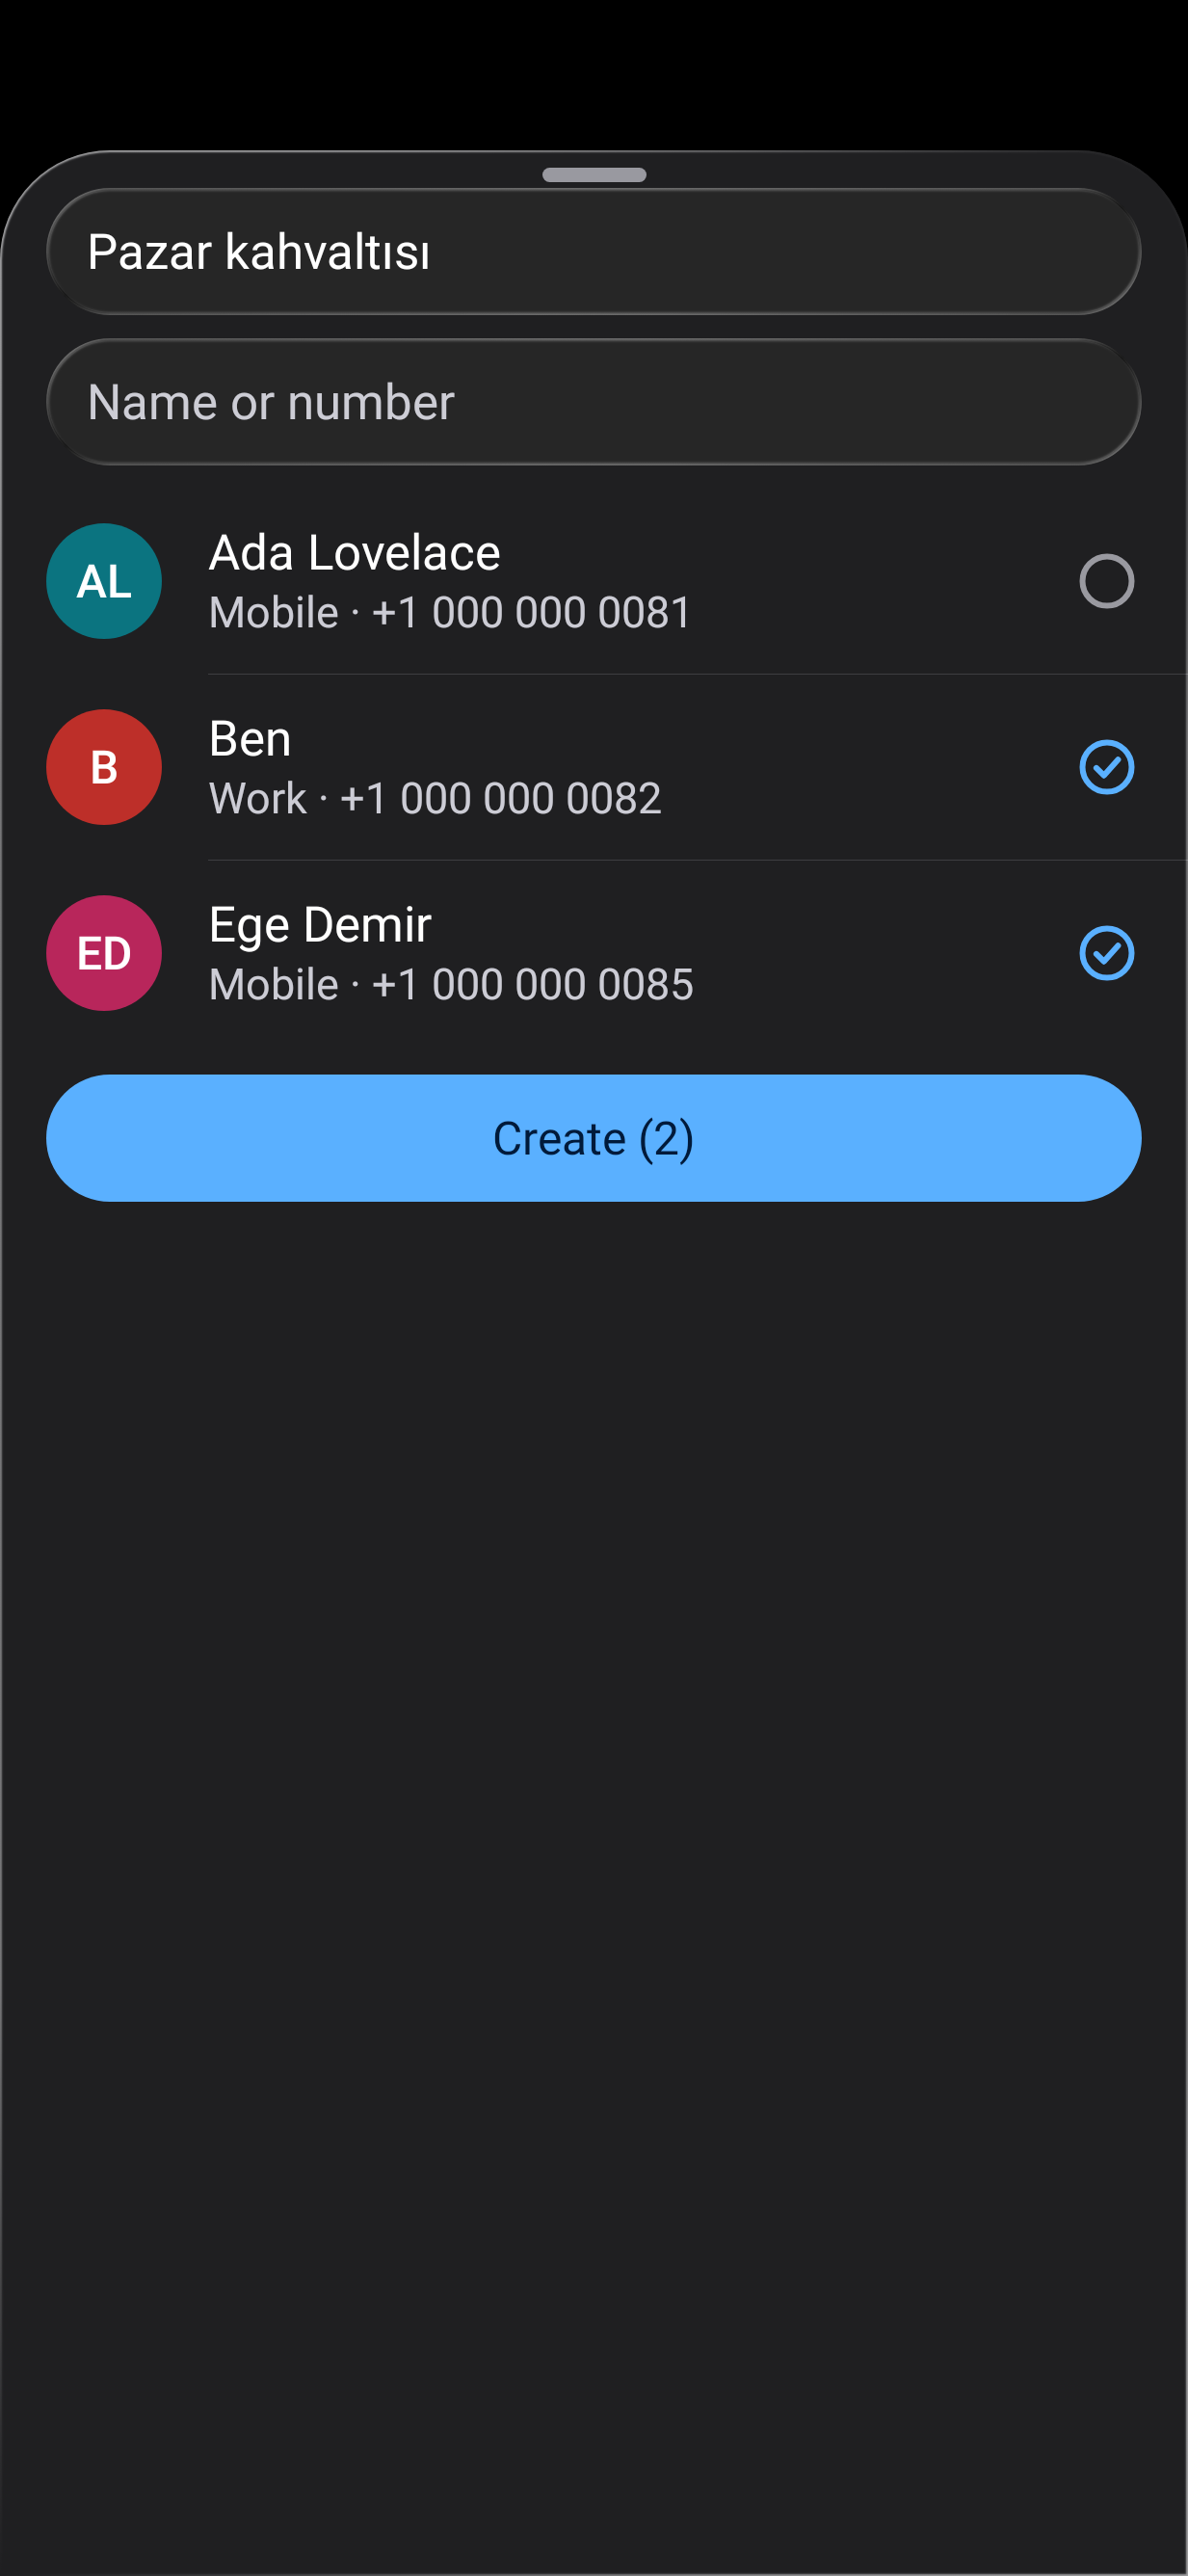 Pazar kahvaltısı
Name or number
AL
Ada Lovelace
Mobile · +1 000 000 0081
B
Ben
Work · +1 000 000 0082
ED
Ege Demir
Mobile · +1 000 000 0085
Create (2)